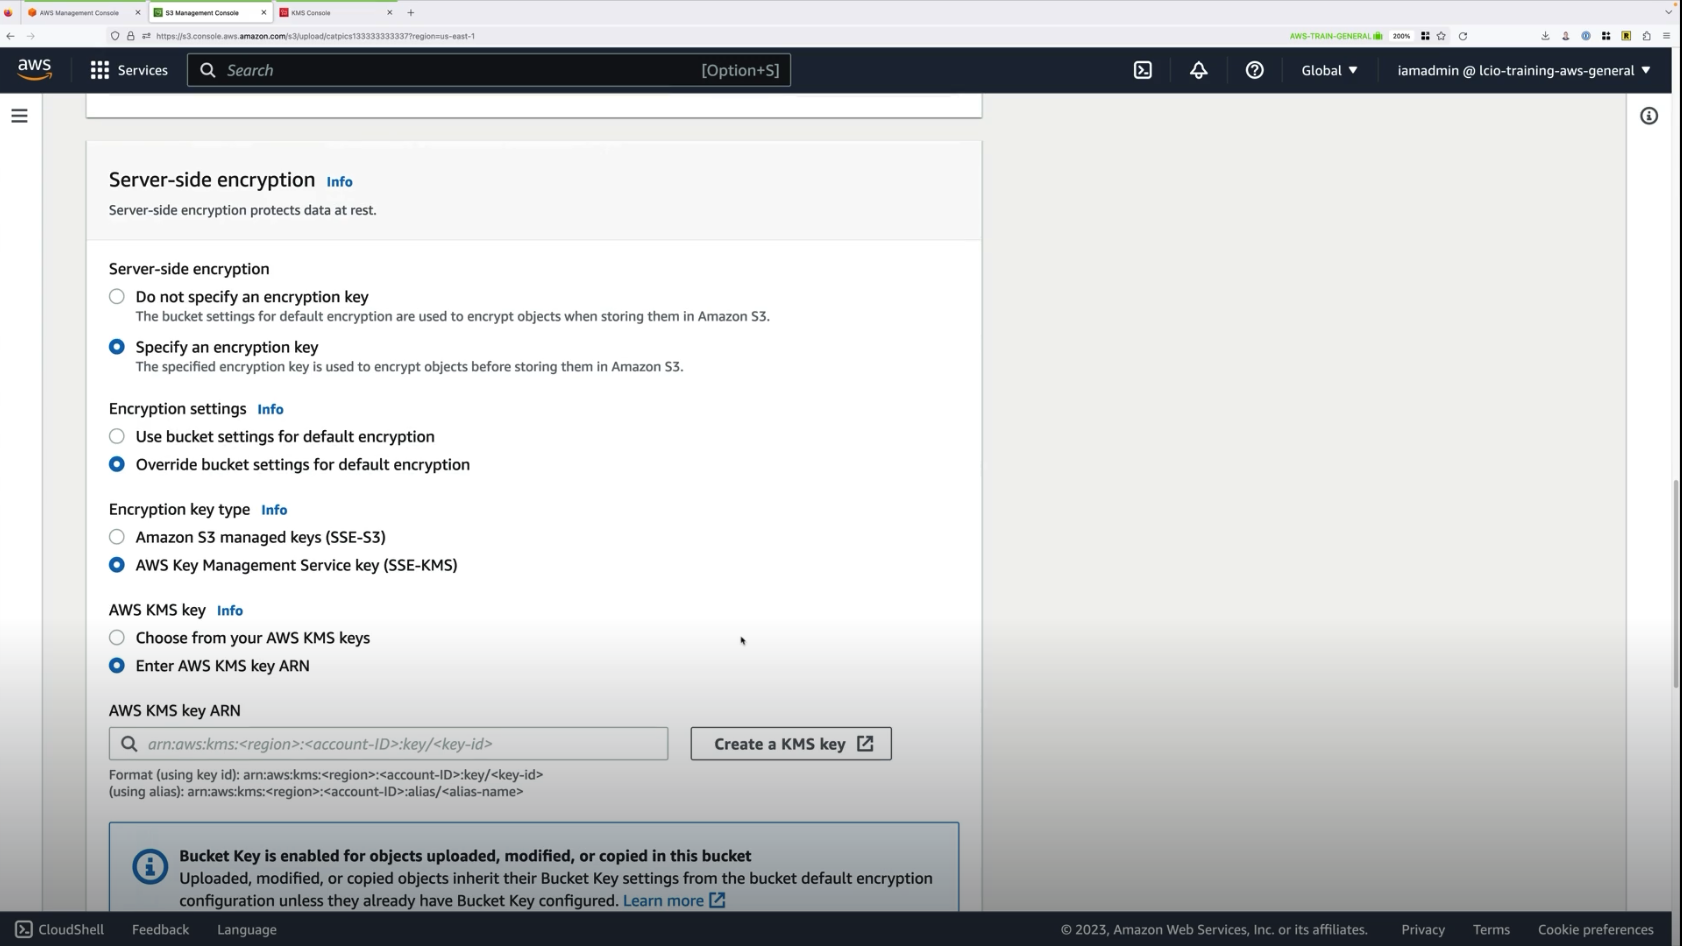 AWS Management Console
S3 Management Console
KMS Console
https://s3.console.aws.amazon.com/s3/upload/catpics133333333337?region=us-east-1
AWS-TRAIN-GENERAL
200%
aws
Services
Search
[Option+S]
Global
iamadmin @ lcio-training-aws-general
Server-side encryption Info
Server-side encryption protects data at rest.
Server-side encryption
Do not specify an encryption key
The bucket settings for default encryption are used to encrypt objects when storing them in Amazon S3.
Specify an encryption key
The specified encryption key is used to encrypt objects before storing them in Amazon S3.
Encryption settings Info
Use bucket settings for default encryption
Override bucket settings for default encryption
Encryption key type Info
Amazon S3 managed keys (SSE-S3)
AWS Key Management Service key (SSE-KMS)
AWS KMS key Info
Choose from your AWS KMS keys
Enter AWS KMS key ARN
AWS KMS key ARN
arn:aws:kms:<region>:<account-ID>:key/<key-id>
Create a KMS key
Format (using key id): arn:aws:kms:<region>:<account-ID>:key/<key-id>
(using alias): arn:aws:kms:<region>:<account-ID>:alias/<alias-name>
Bucket Key is enabled for objects uploaded, modified, or copied in this bucket
Uploaded, modified, or copied objects inherit their Bucket Key settings from the bucket default encryption
configuration unless they already have Bucket Key configured. Learn more
CloudShell
Feedback
Language
© 2023, Amazon Web Services, Inc. or its affiliates.
Privacy
Terms
Cookie preferences